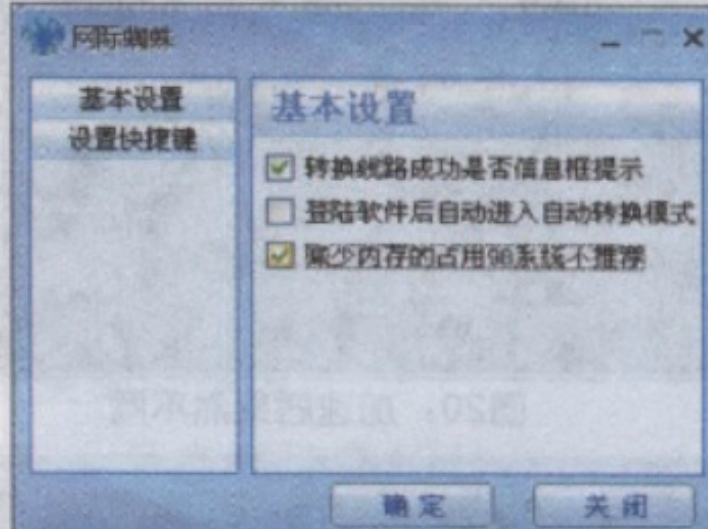 网际蜘蛛
基本设置
设置快捷键
基本设置
转换线路成功是否信息框提示
登陆软件后自动进入自动转换模式
减少内存的占用98系统不推荐
确定
关闭